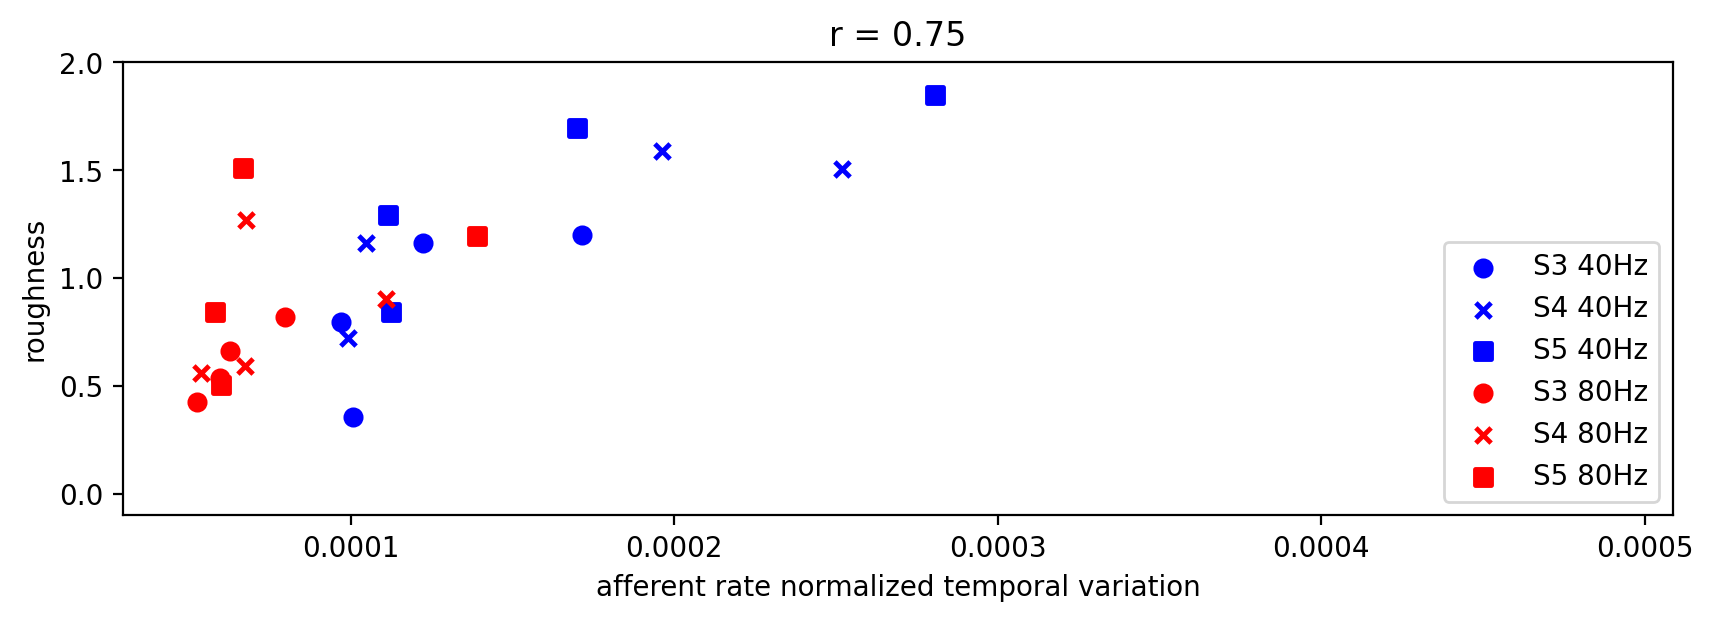 r = 0.75
2.0
1.5
1.0
0.5
0.0
roughness
S3 40Hz
S4 40Hz
S5 40Hz
S3 80Hz
S4 80Hz
S5 80Hz
0.0001 0.0002 0.0003 0.0004 0.0005
afferent rate normalized temporal variation